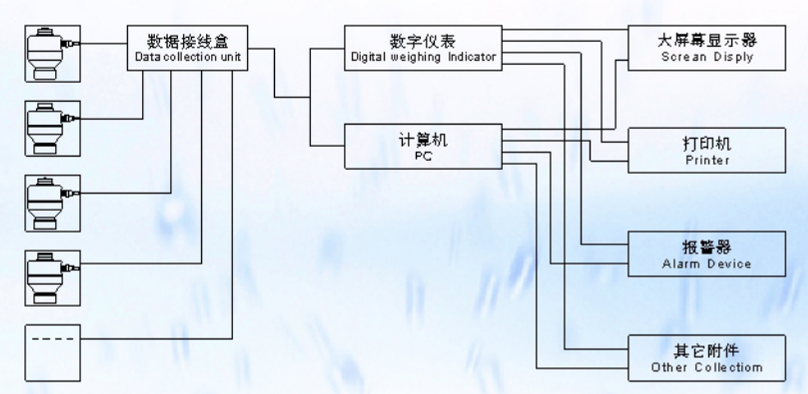 数据接线盒
Data collection unit
数字仪表
Digital weighing Indicator
大屏幕显示器
Screan Disply
计算机
PC
打印机
Printer
报警器
Alarm Device
其它附件
Other Collectiom